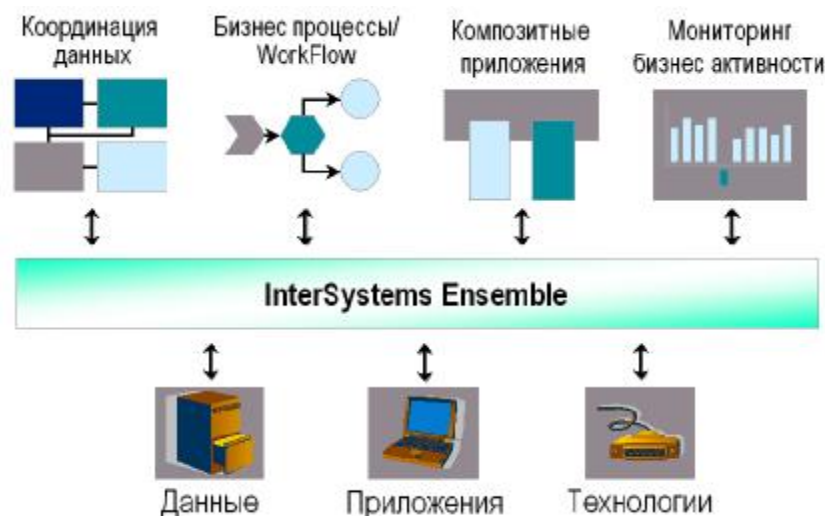 Координация
данных
Бизнес процессы/
WorkFlow
Композитные
приложения
Мониторинг
бизнес активности
InterSystems Ensemble
Данные
Приложения
Технологии